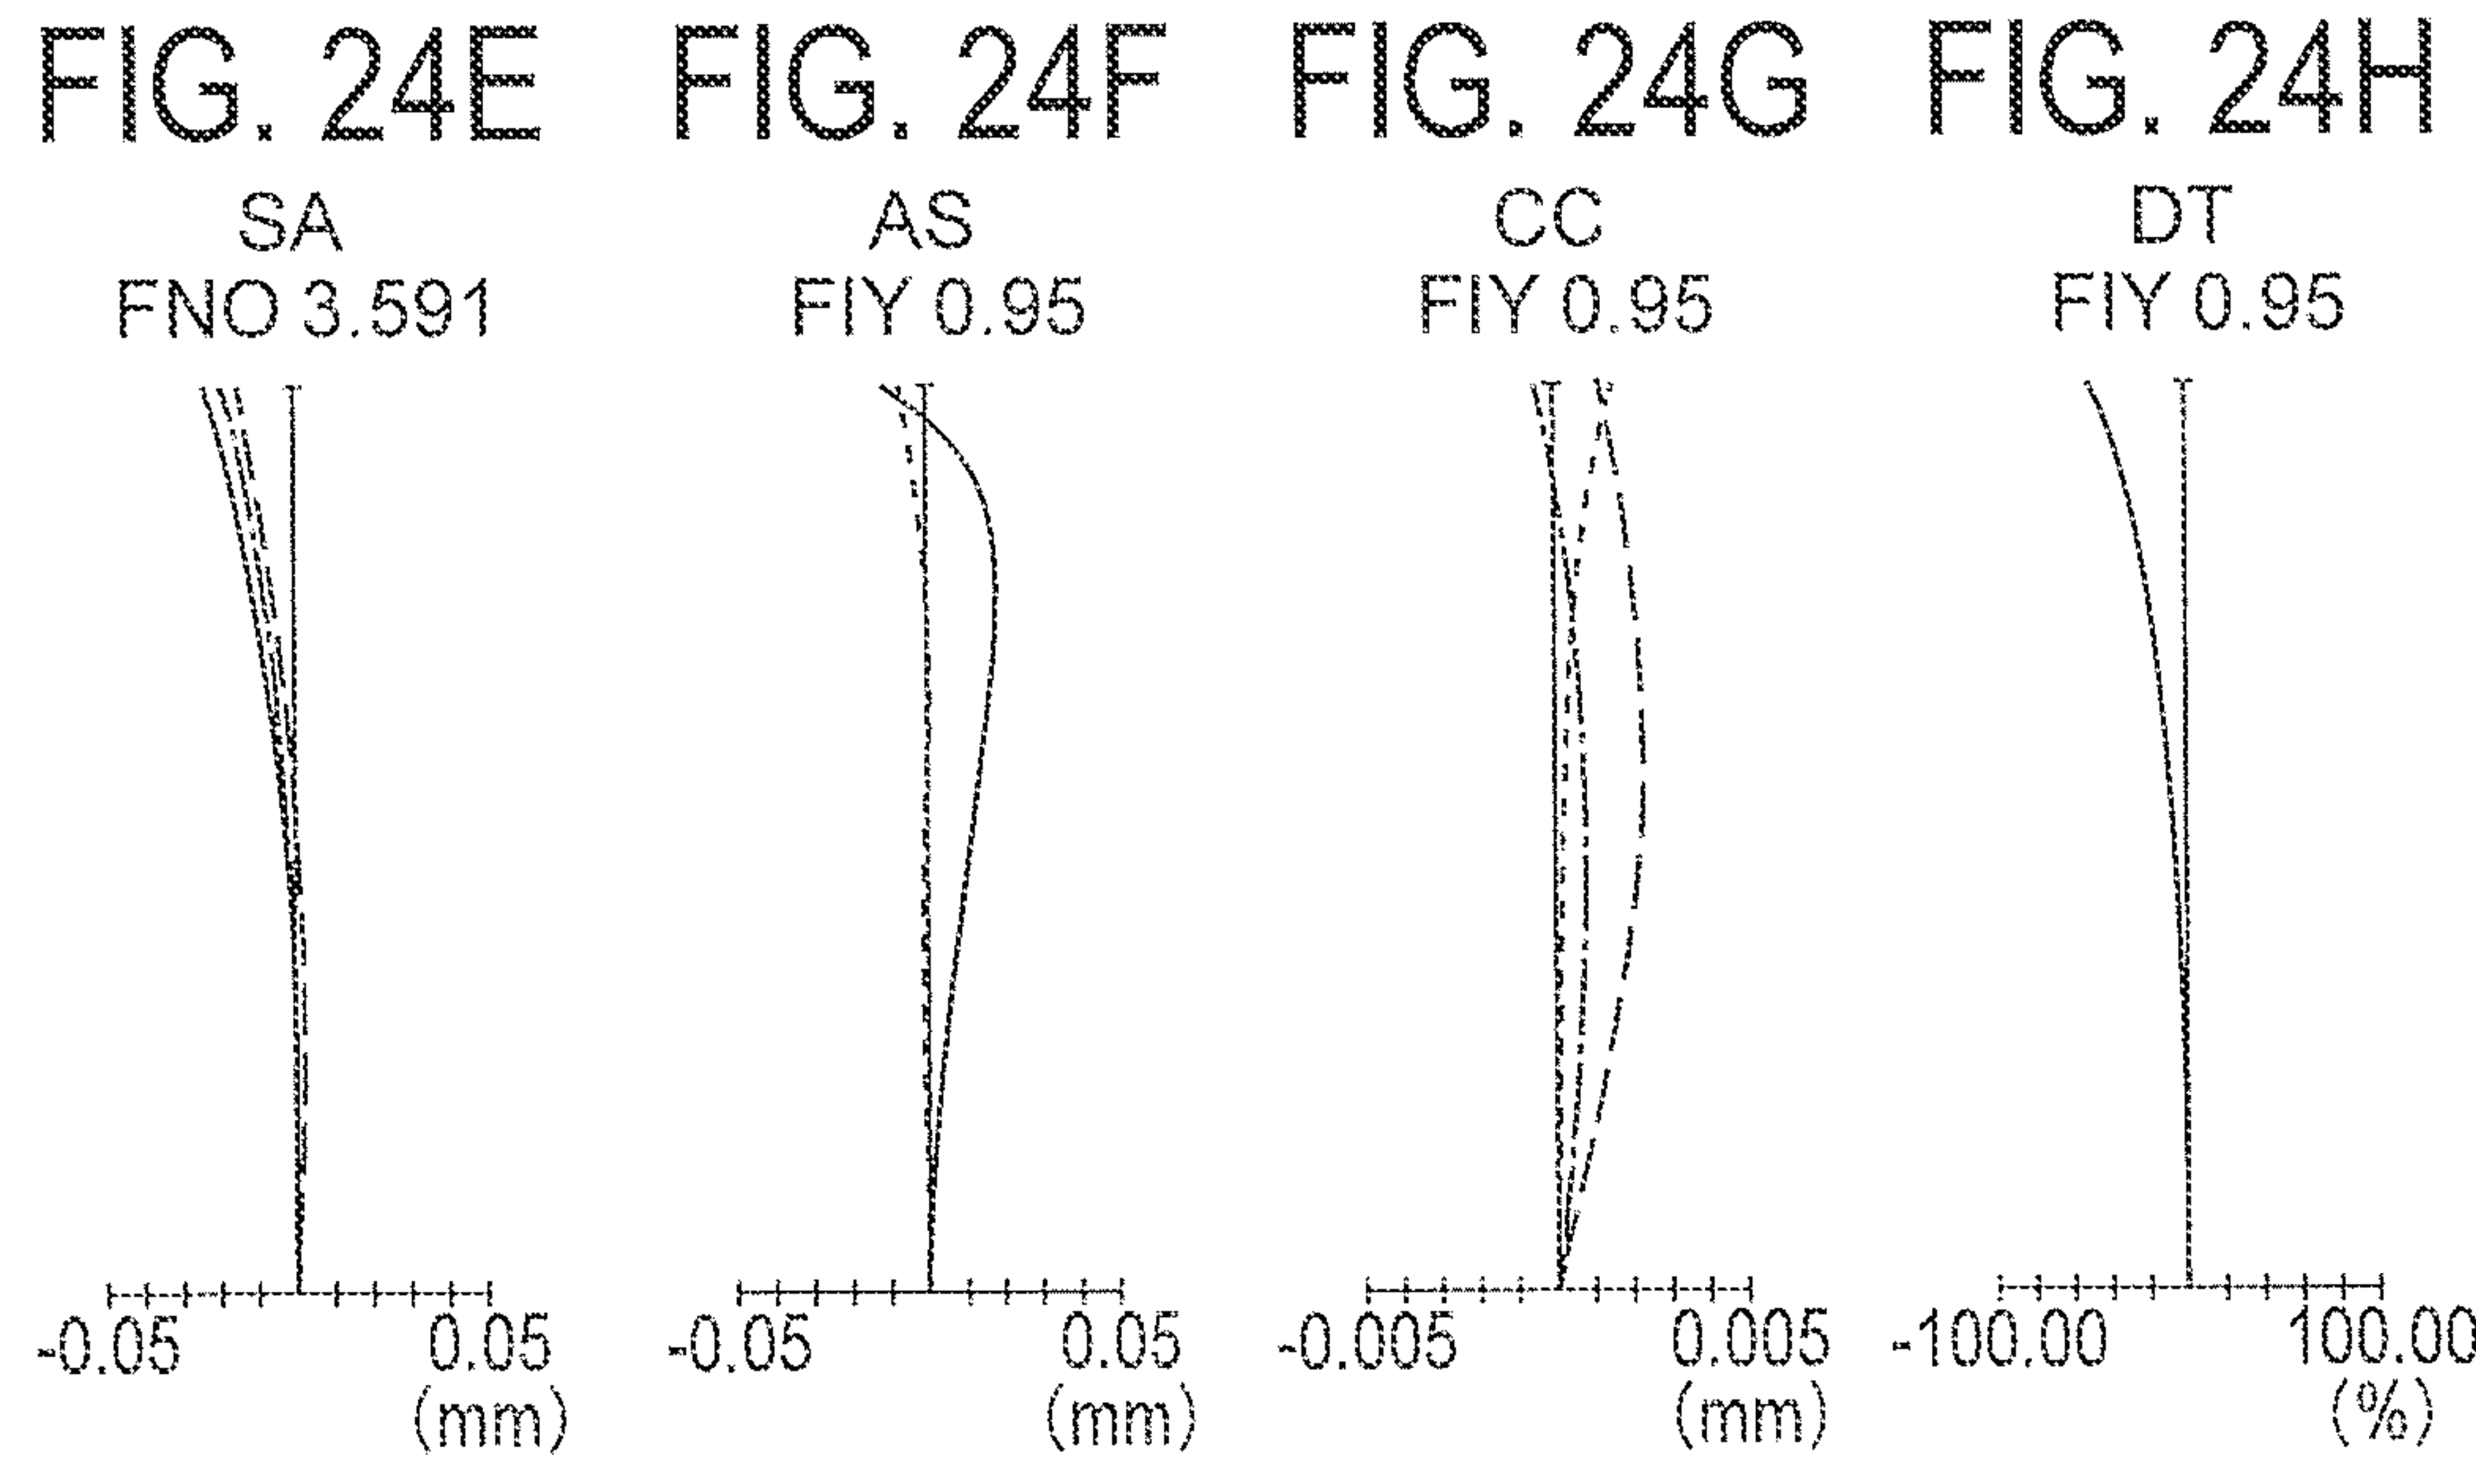 FIG. 24E FIG. 24F FIG. 24G FIG. 24H
SA AS CC DT
FNO 3.591 FIY 0.95 FIY 0.95 FIY 0.95
-0.05 0.05 -0.05 0.05 -0.005 0.005 -100.00 100.00
(mm) (mm) (mm) (%)